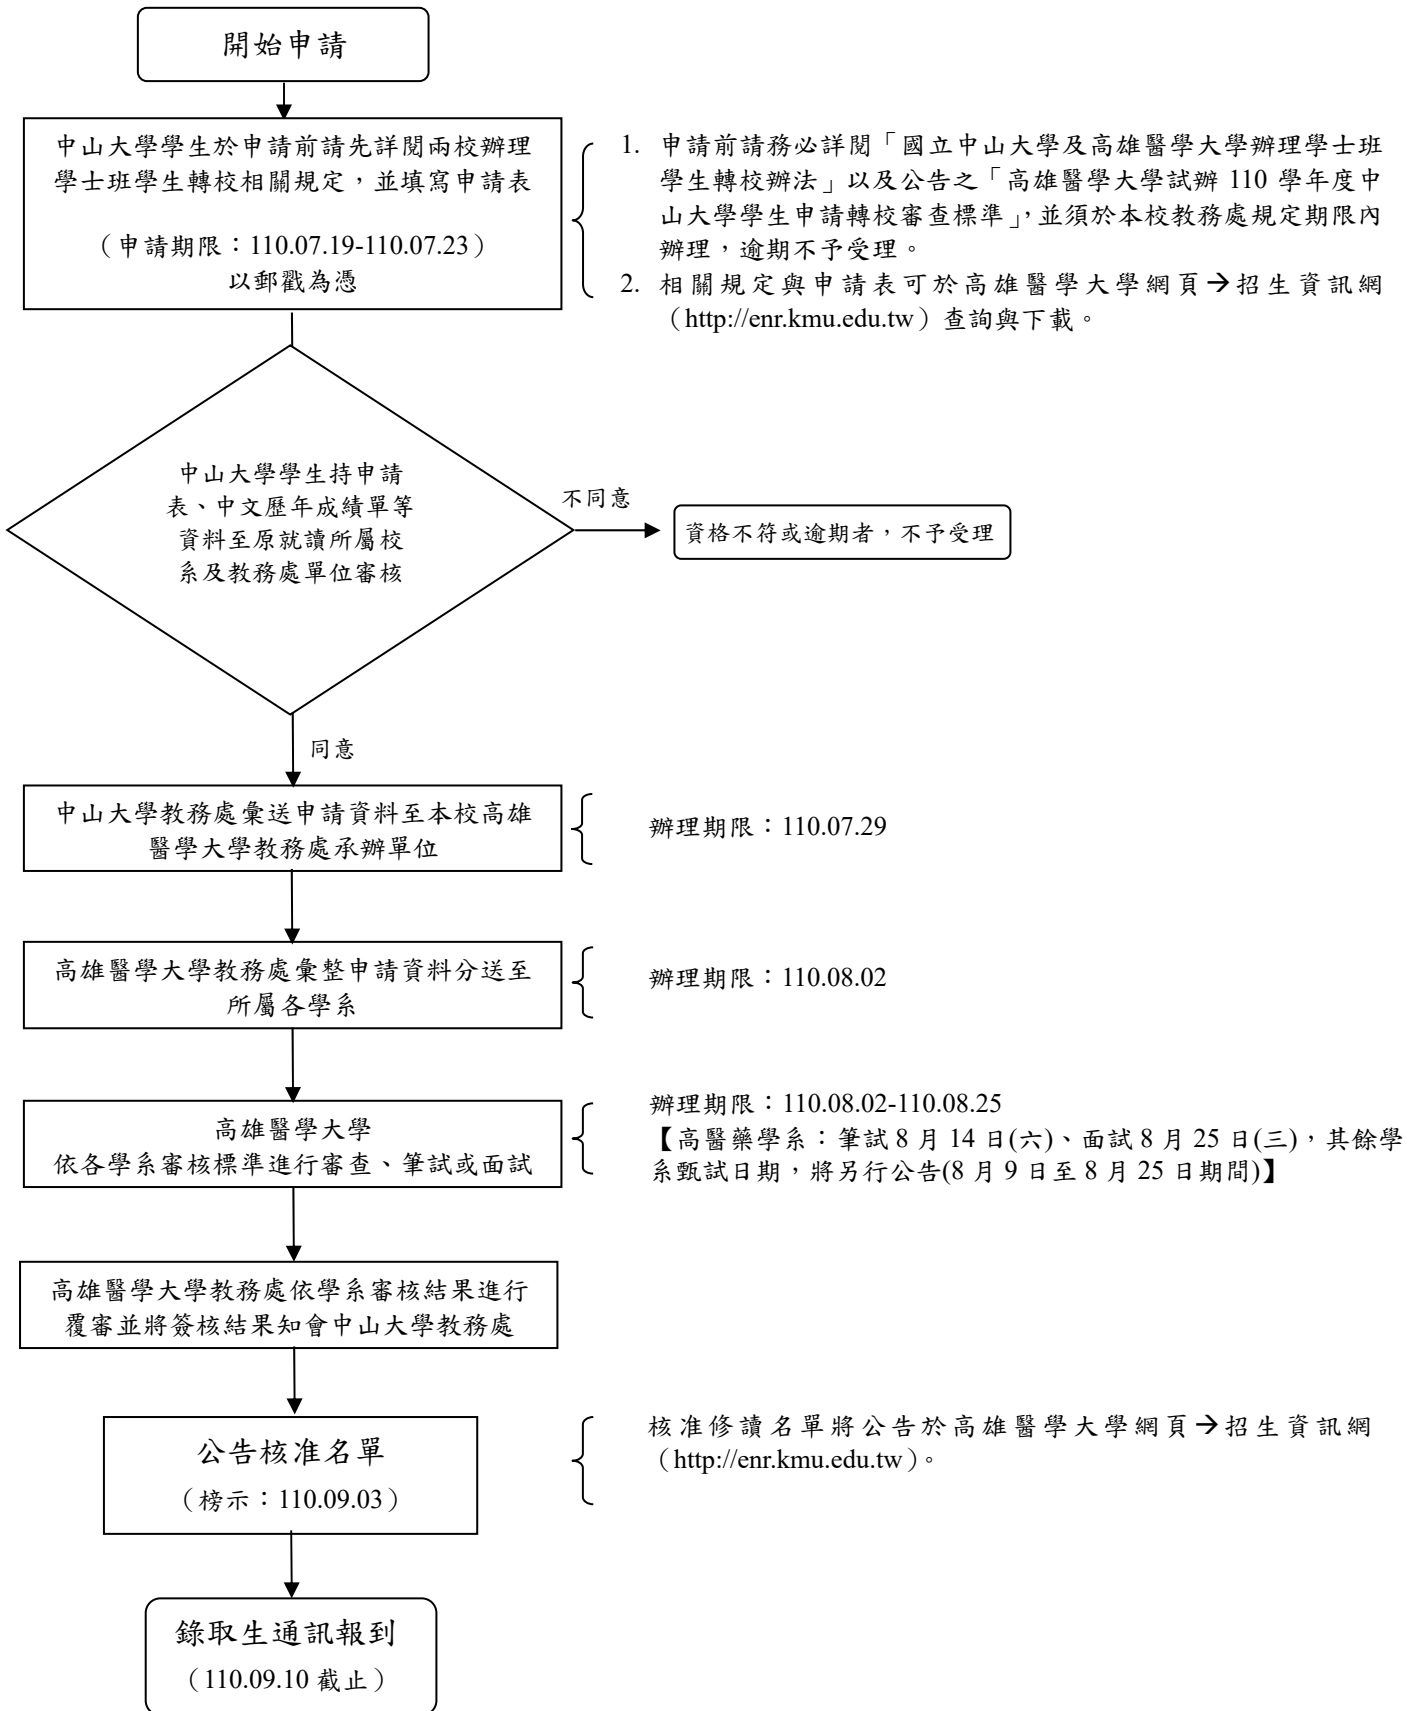 開始申請
中山大學學生於申請前請先詳閱兩校辦理
學士班學生轉校相關規定，並填寫申請表
（申請期限：110.07.19-110.07.23）
以郵戳為憑
1. 申請前請務必詳閱「國立中山大學及高雄醫學大學辦理學士班
學生轉校辦法」以及公告之「高雄醫學大學試辦 110 學年度中
山大學學生申請轉校審查標準」，並須於本校教務處規定期限內
辦理，逾期不予受理。
2. 相關規定與申請表可於高雄醫學大學網頁→招生資訊網
（http://enr.kmu.edu.tw）查詢與下載。
中山大學學生持申請
表、中文歷年成績單等
資料至原就讀所屬校
系及教務處單位審核
不同意
資格不符或逾期者，不予受理
同意
中山大學教務處彙送申請資料至本校高雄
醫學大學教務處承辦單位
辦理期限：110.07.29
高雄醫學大學教務處彙整申請資料分送至
所屬各學系
辦理期限：110.08.02
高雄醫學大學
依各學系審核標準進行審查、筆試或面試
辦理期限：110.08.02-110.08.25
【高醫藥學系：筆試 8 月 14 日(六)、面試 8 月 25 日(三)，其餘學
系甄試日期，將另行公告(8 月 9 日至 8 月 25 日期間)】
高雄醫學大學教務處依學系審核結果進行
覆審並將簽核結果知會中山大學教務處
公告核准名單
（榜示：110.09.03）
核准修讀名單將公告於高雄醫學大學網頁→招生資訊網
（http://enr.kmu.edu.tw）。
錄取生通訊報到
（110.09.10 截止）